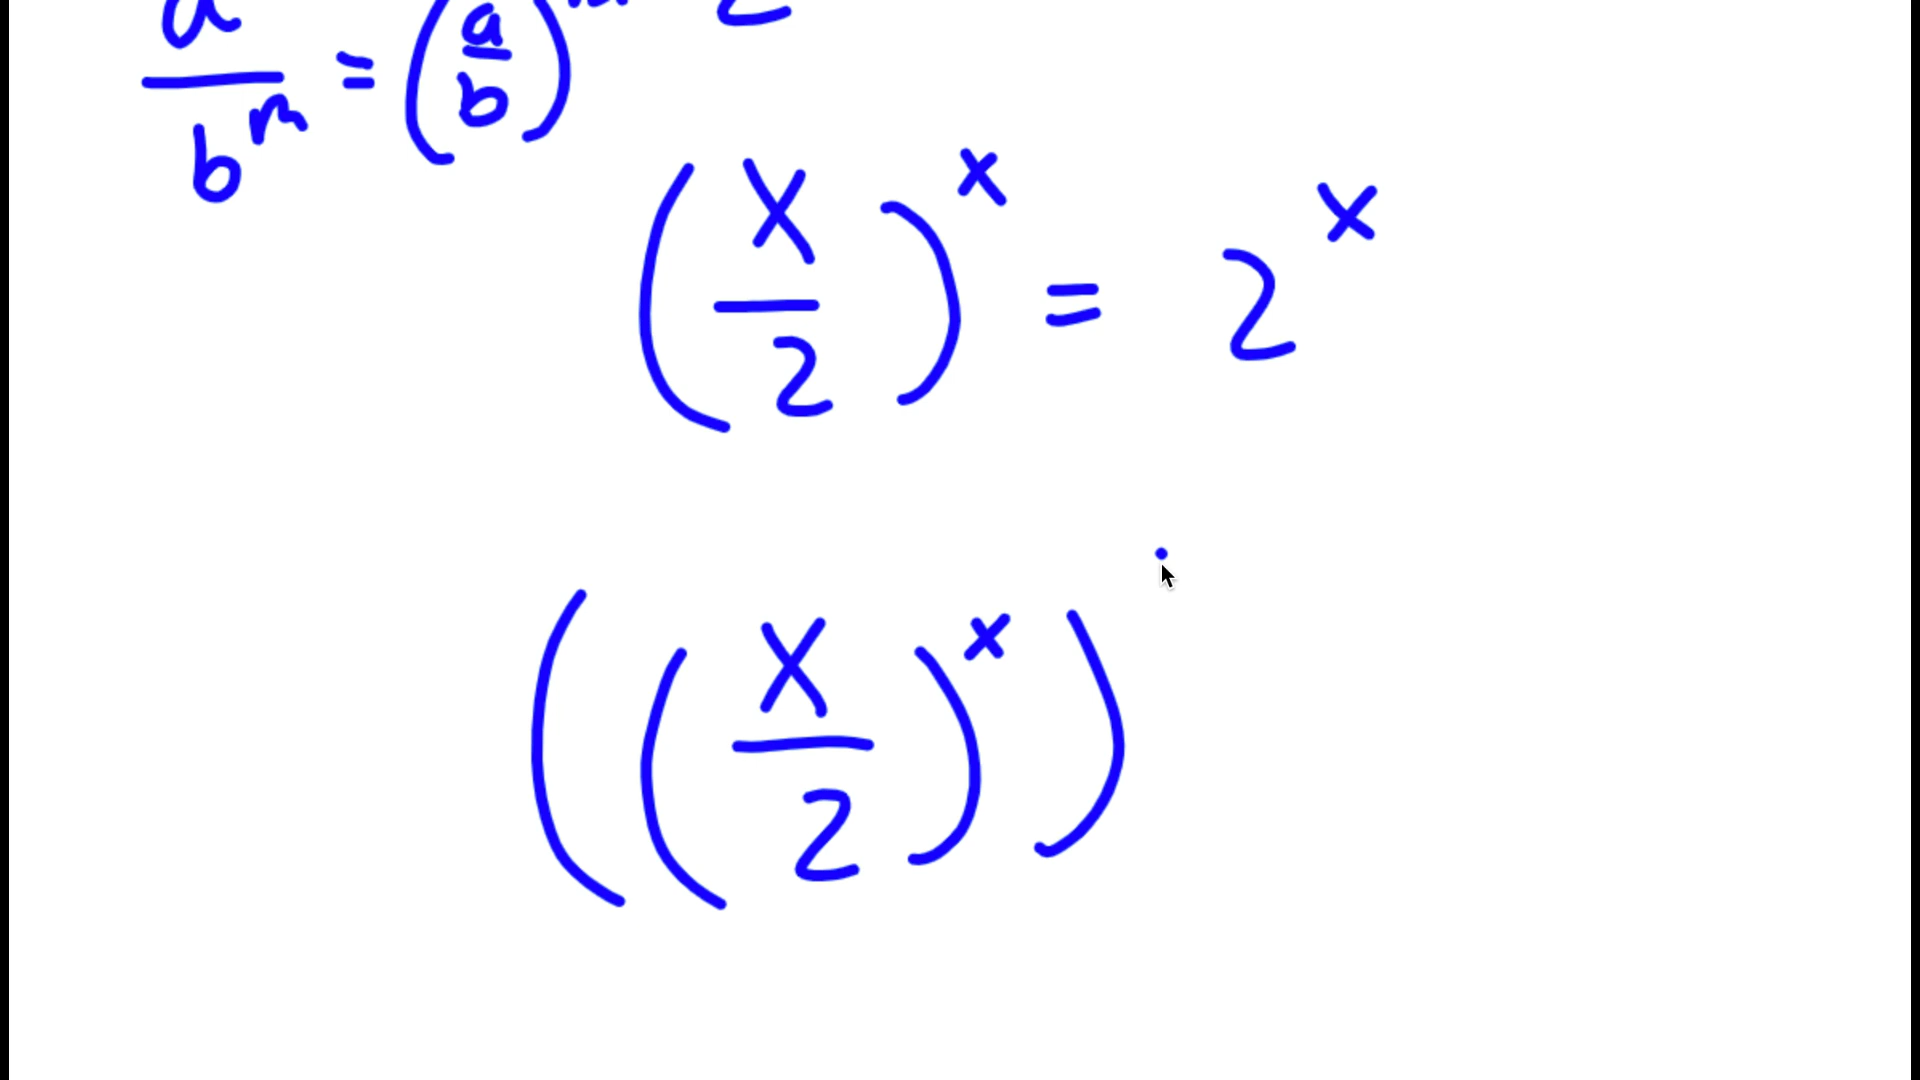 a/b^m = (a/b)^m
(x/2)^x = 2^x
((x/2)^x)